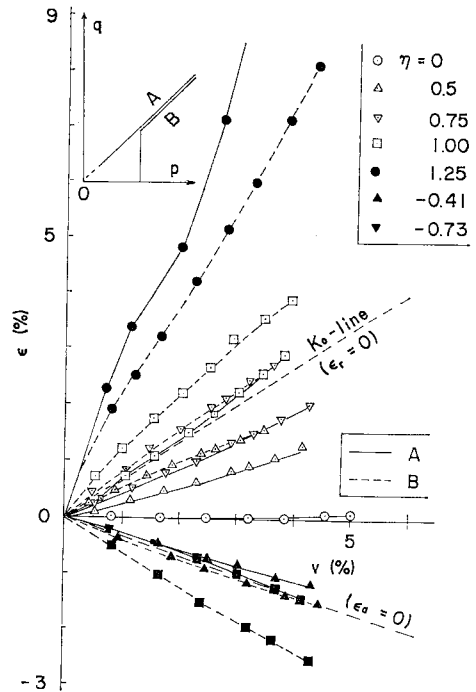 9
q
A
B
O
p
η = 0
0.5
0.75
1.00
1.25
−0.41
−0.73
5
ε (%)
K₀-line
(εᵣ = 0)
A
B
0
5
v (%)
(εₐ = 0)
−3